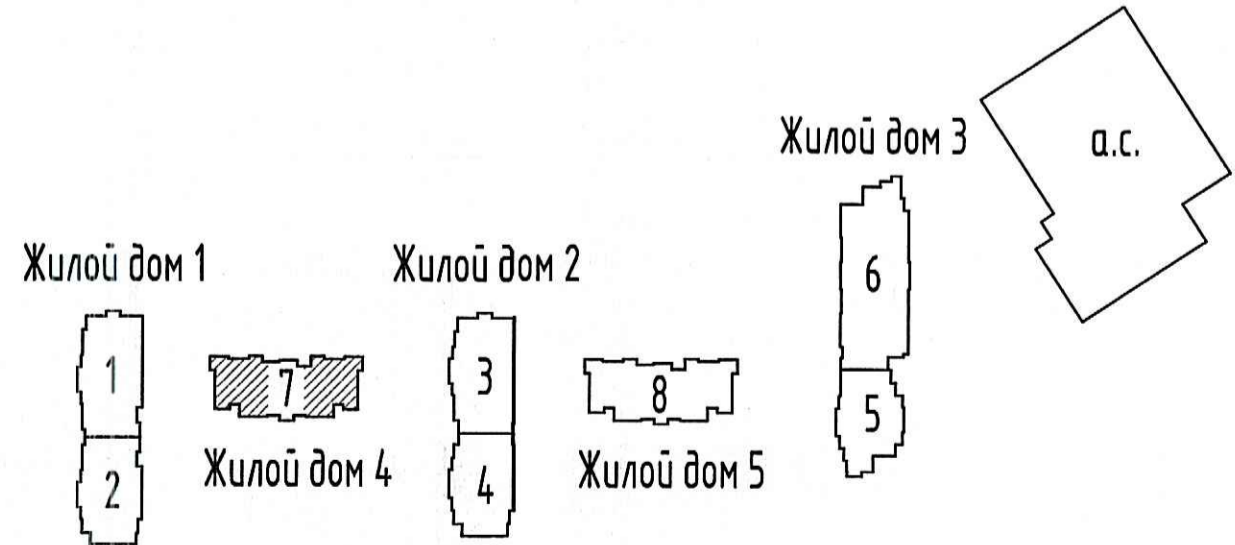 Жилой дом 3
а.с.
6
5
Жилой дом 1
1
2
7
Жилой дом 4
Жилой дом 2
3
4
8
Жилой дом 5